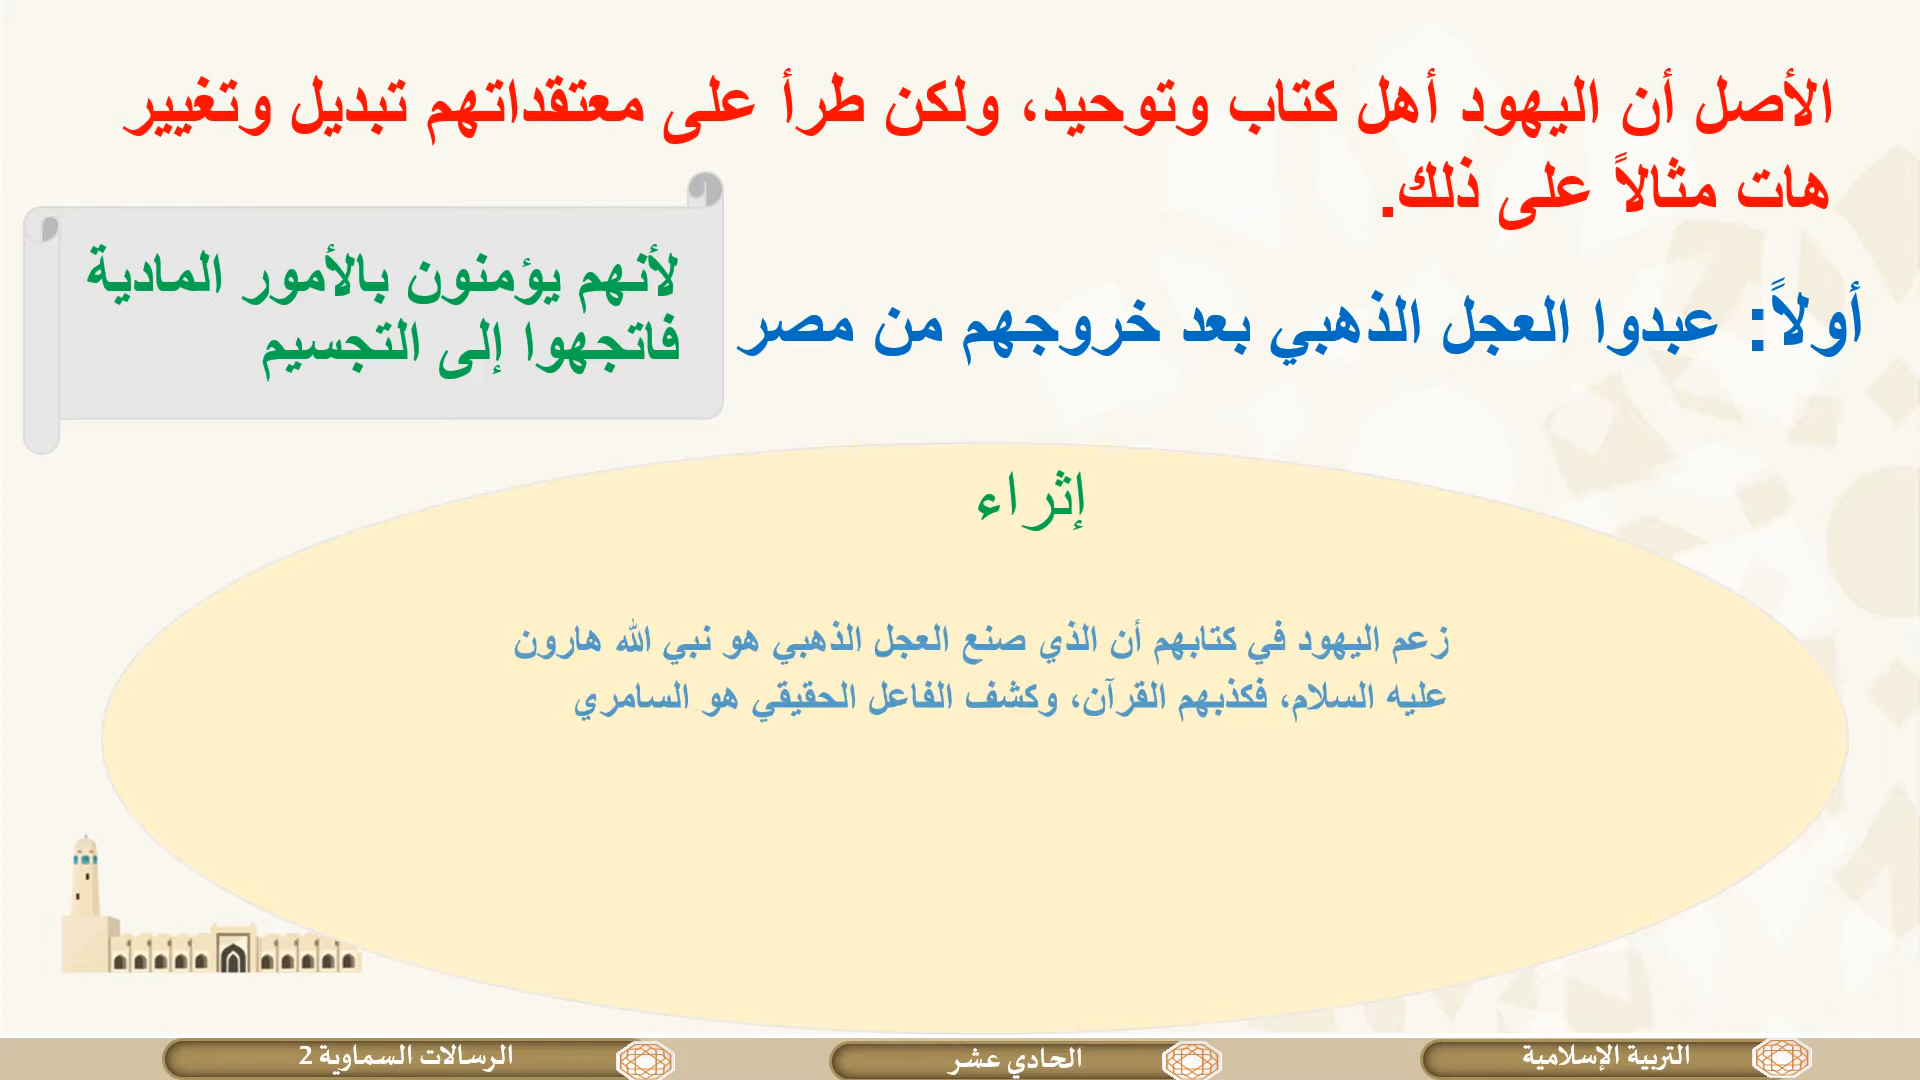 الأصل أن اليهود أهل كتاب وتوحيد، ولكن طرأ على معتقداتهم تبديل وتغيير
هات مثالاً على ذلك.
أولاً: عبدوا العجل الذهبي بعد خروجهم من مصر
لأنهم يؤمنون بالأمور المادية
فاتجهوا إلى التجسيم
إثراء
زعم اليهود في كتابهم أن الذي صنع العجل الذهبي هو نبي الله هارون
عليه السلام، فكذبهم القرآن، وكشف الفاعل الحقيقي هو السامري
التربية الإسلامية
الحادي عشر
الرسالات السماوية 2